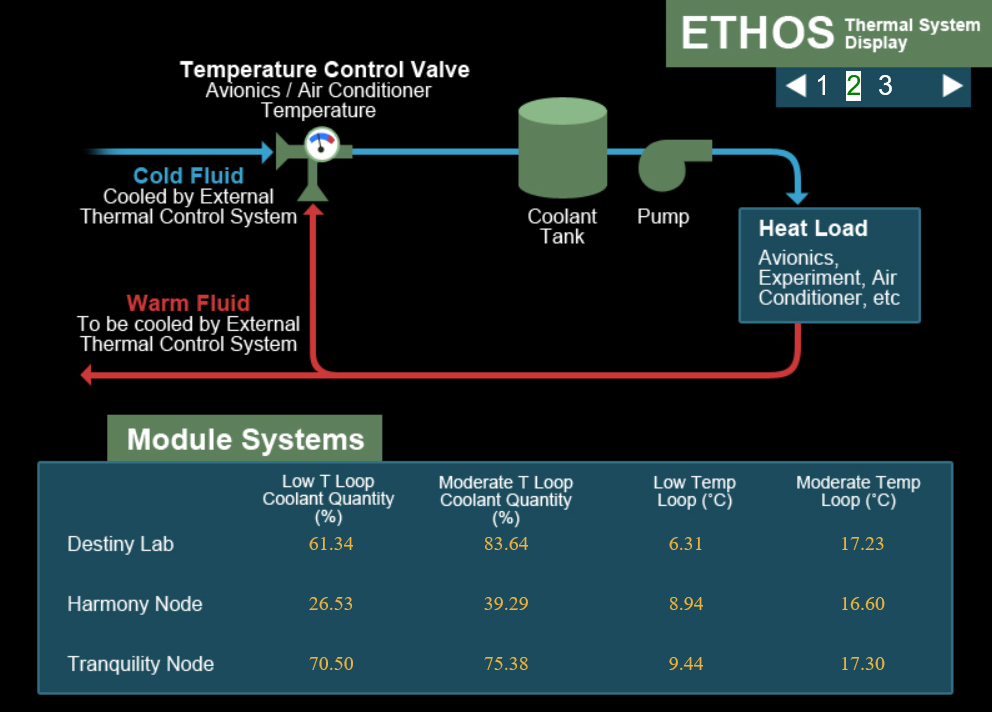 ETHOS Thermal System
Display
1 2 3
Temperature Control Valve
Avionics / Air Conditioner
Temperature
Cold Fluid
Cooled by External
Thermal Control System
Coolant
Tank
Pump
Heat Load
Avionics,
Experiment, Air
Conditioner, etc
Warm Fluid
To be cooled by External
Thermal Control System
Module Systems
Low T Loop
Coolant Quantity
(%)
Moderate T Loop
Coolant Quantity
(%)
Low Temp
Loop (˚C)
Moderate Temp
Loop (˚C)
Destiny Lab 61.34 83.64 6.31 17.23
Harmony Node 26.53 39.29 8.94 16.60
Tranquility Node 70.50 75.38 9.44 17.30